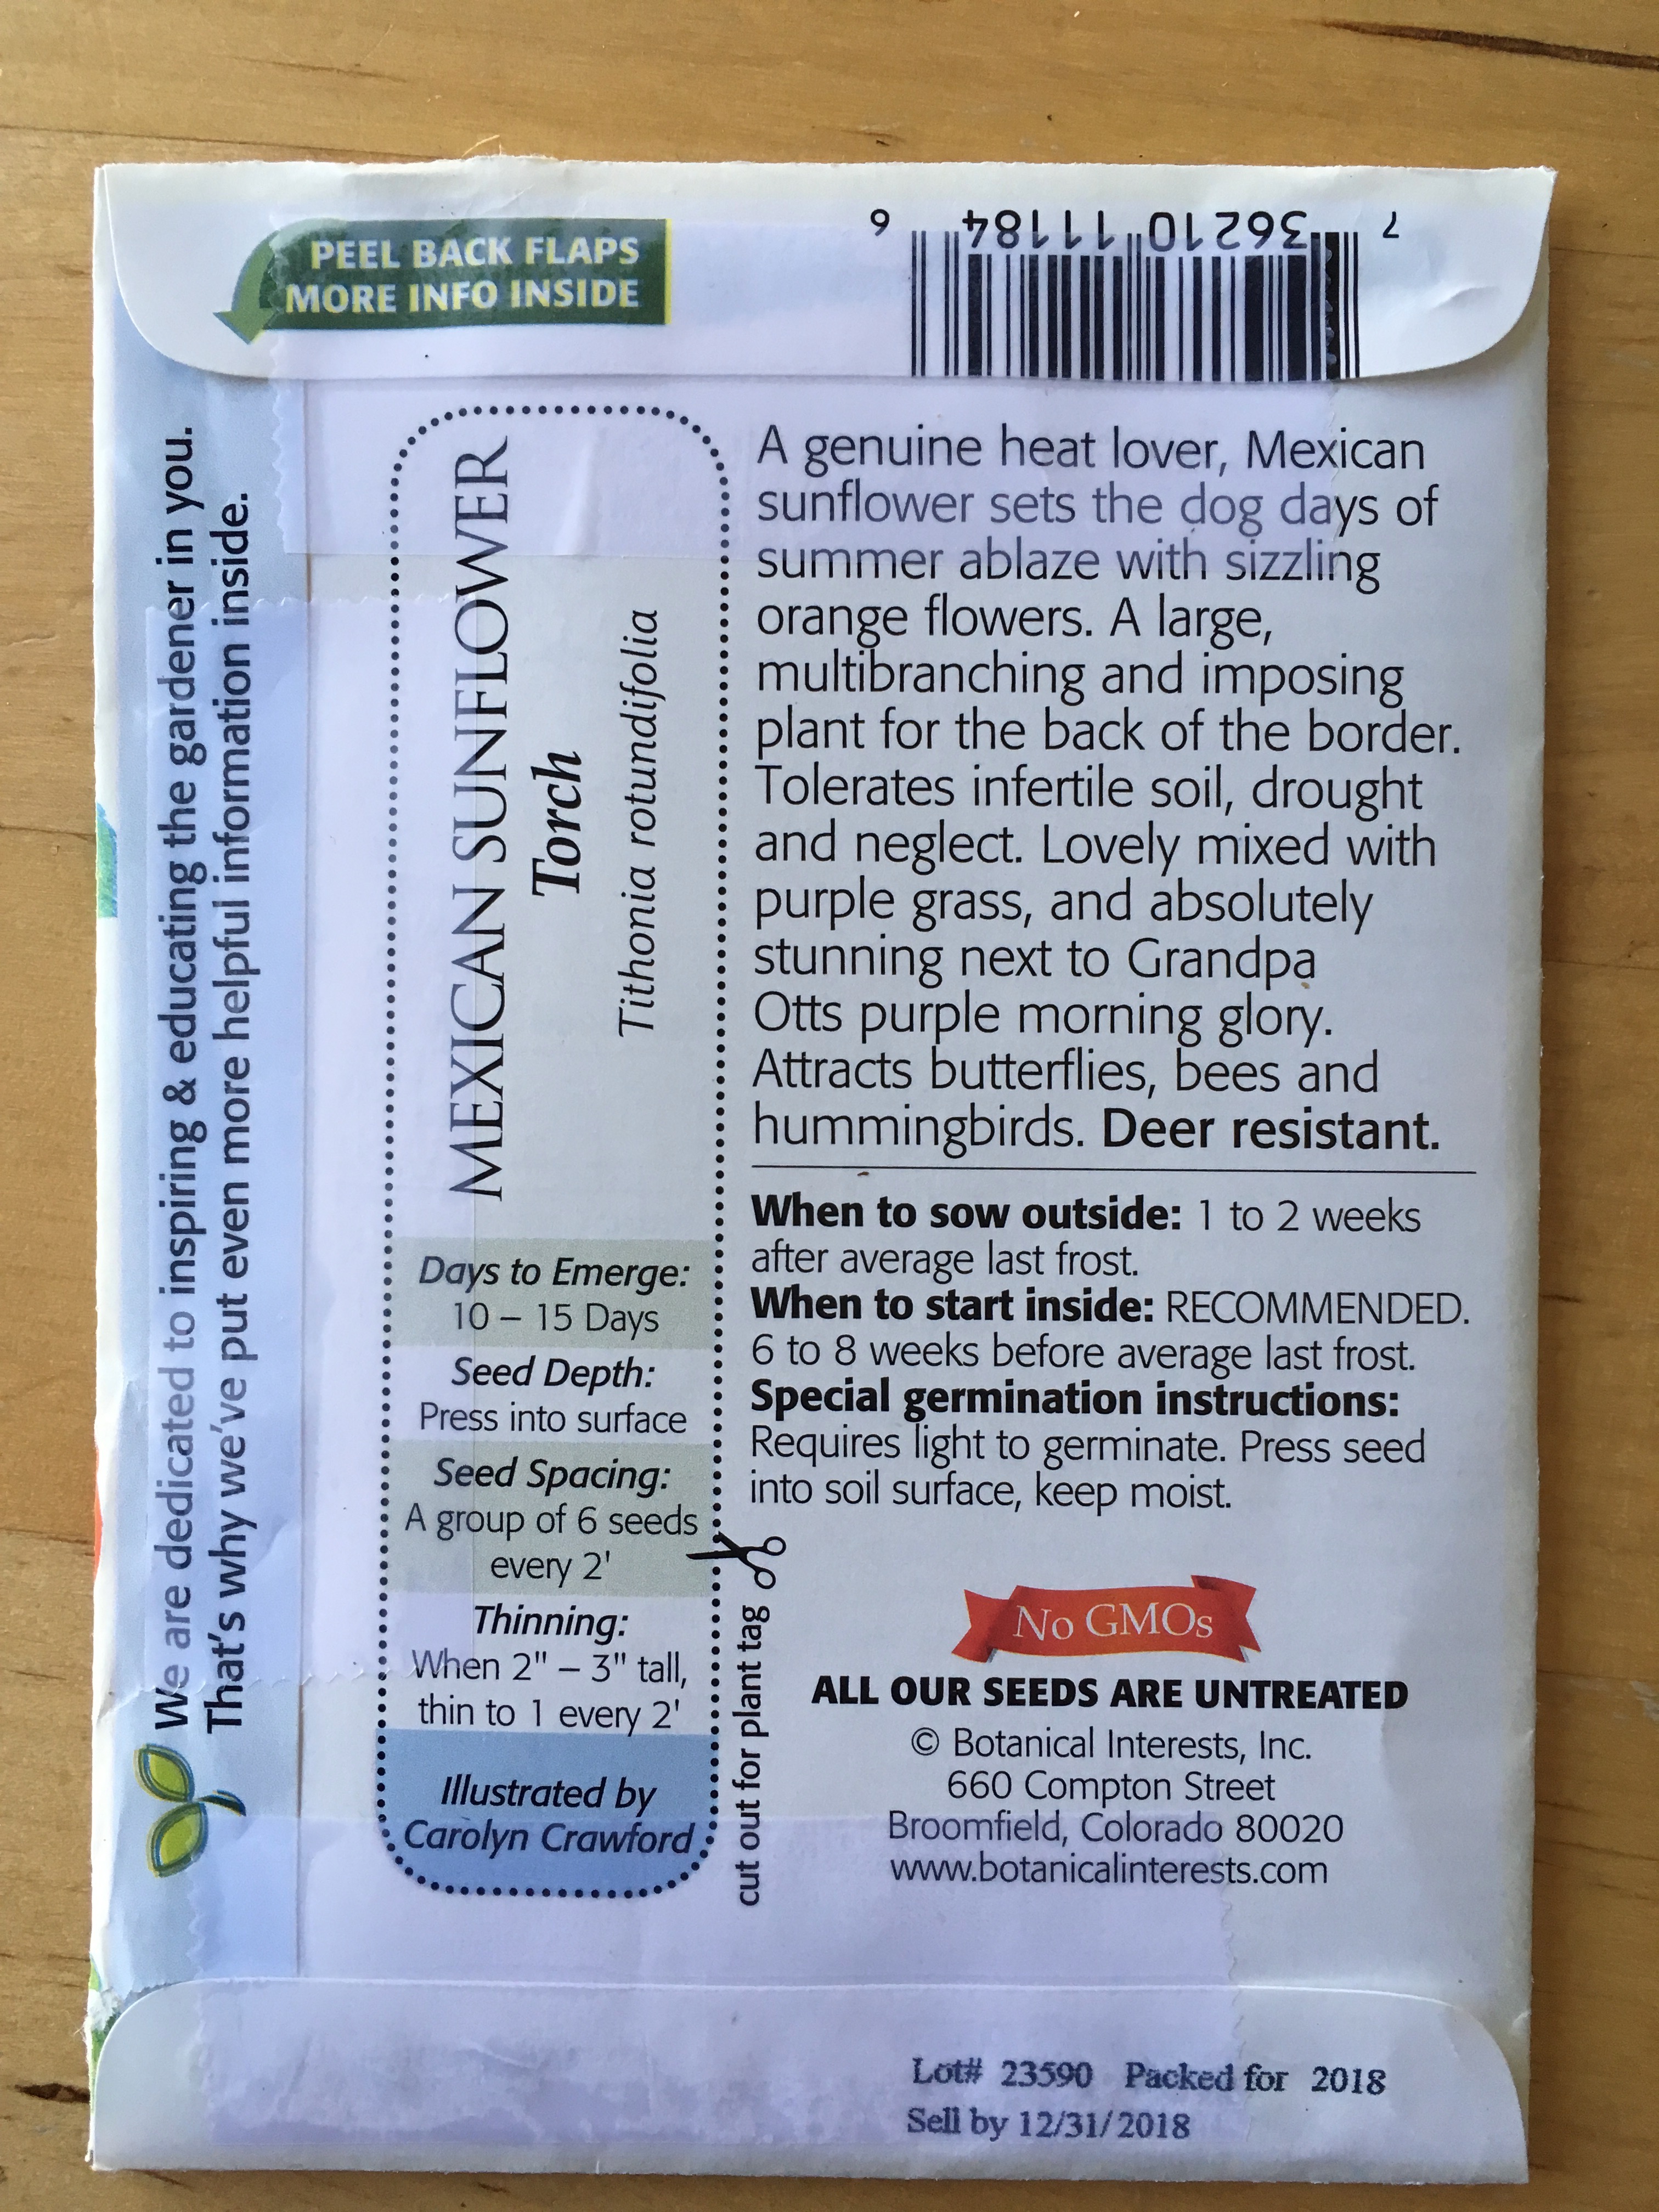 PEEL BACK FLAPS
MORE INFO INSIDE
7 36210 11184 6
We are dedicated to inspiring & educating the gardener in you.
That's why we've put even more helpful information inside.
MEXICAN SUNFLOWER
Torch
Tithonia rotundifolia
Days to Emerge:
10 – 15 Days
Seed Depth:
Press into surface
Seed Spacing:
A group of 6 seeds
every 2'
Thinning:
When 2" – 3" tall,
thin to 1 every 2'
Illustrated by
Carolyn Crawford
cut out for plant tag
A genuine heat lover, Mexican
sunflower sets the dog days of
summer ablaze with sizzling
orange flowers. A large,
multibranching and imposing
plant for the back of the border.
Tolerates infertile soil, drought
and neglect. Lovely mixed with
purple grass, and absolutely
stunning next to Grandpa
Otts purple morning glory.
Attracts butterflies, bees and
hummingbirds. Deer resistant.
When to sow outside: 1 to 2 weeks
after average last frost.
When to start inside: RECOMMENDED.
6 to 8 weeks before average last frost.
Special germination instructions:
Requires light to germinate. Press seed
into soil surface, keep moist.
No GMOs
ALL OUR SEEDS ARE UNTREATED
© Botanical Interests, Inc.
660 Compton Street
Broomfield, Colorado 80020
www.botanicalinterests.com
Lot# 23590 Packed for 2018
Sell by 12/31/2018